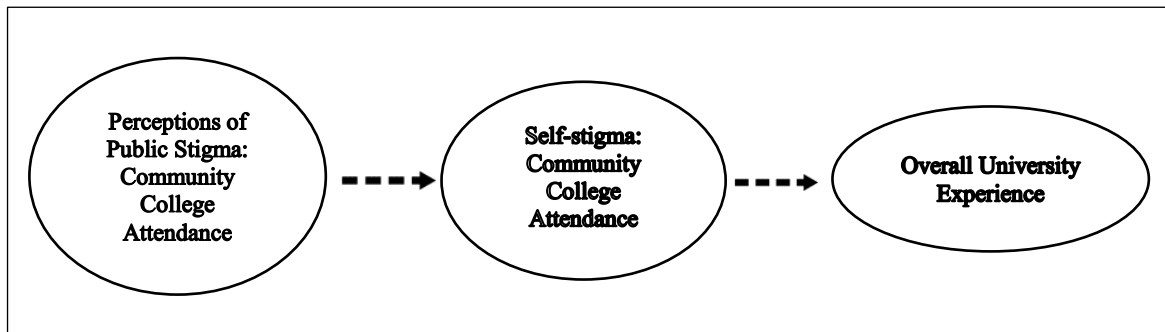 Perceptions of
Public Stigma:
Community
College
Attendance
Self-stigma:
Community
College
Attendance
Overall University
Experience